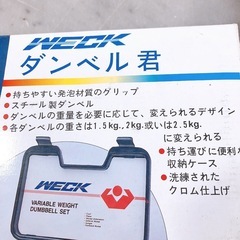 WECK
ダンベル君
• 持ちやすい発泡材質のグリップ
• スチール製ダンベル
• ダンベルの重量を必要に応じて、変えられるデザイン
• 各ダンベルの重さは1.5kg.,2kg.或いは2.5kg.
に変えられる
• 持ち運びに便利な
収納ケース
• 洗練された
クロム仕上げ
WECK
VARIABLE WEIGHT
DUMBBELL SET